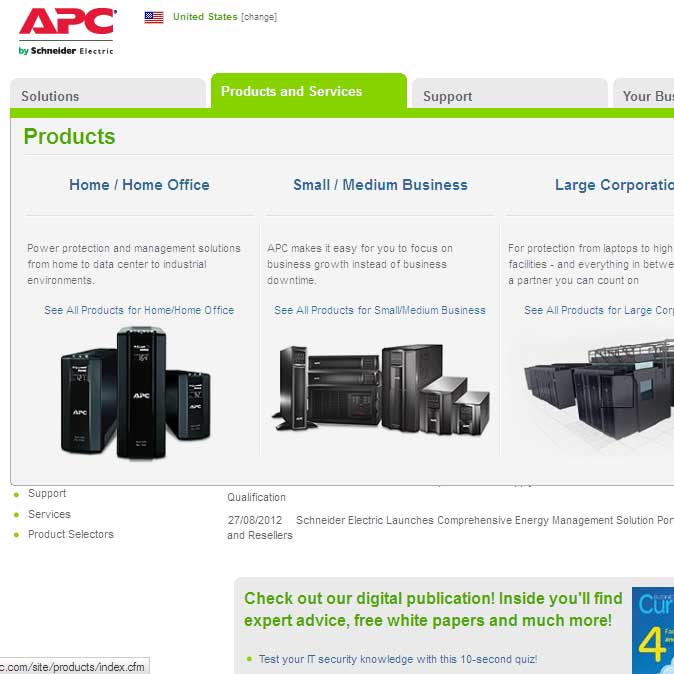 APC
by Schneider Electric
United States [change]
Solutions
Products and Services
Support
Your Bus
Products
Home / Home Office
Small / Medium Business
Large Corporatio
Power protection and management solutions
from home to data center to industrial
environments.
APC makes it easy for you to focus on
business growth instead of business
downtime.
For protection from laptops to high
facilities - and everything in betwe
a partner you can count on
See All Products for Home/Home Office
See All Products for Small/Medium Business
See All Products for Large Corp
APC
APC
APC
Support
Services
Product Selectors
Qualification
27/08/2012 Schneider Electric Launches Comprehensive Energy Management Solution Por
and Resellers
Check out our digital publication! Inside you'll find
expert advice, free white papers and much more!
Test your IT security knowledge with this 10-second quiz!
Cur
4
c.com/site/products/index.cfm